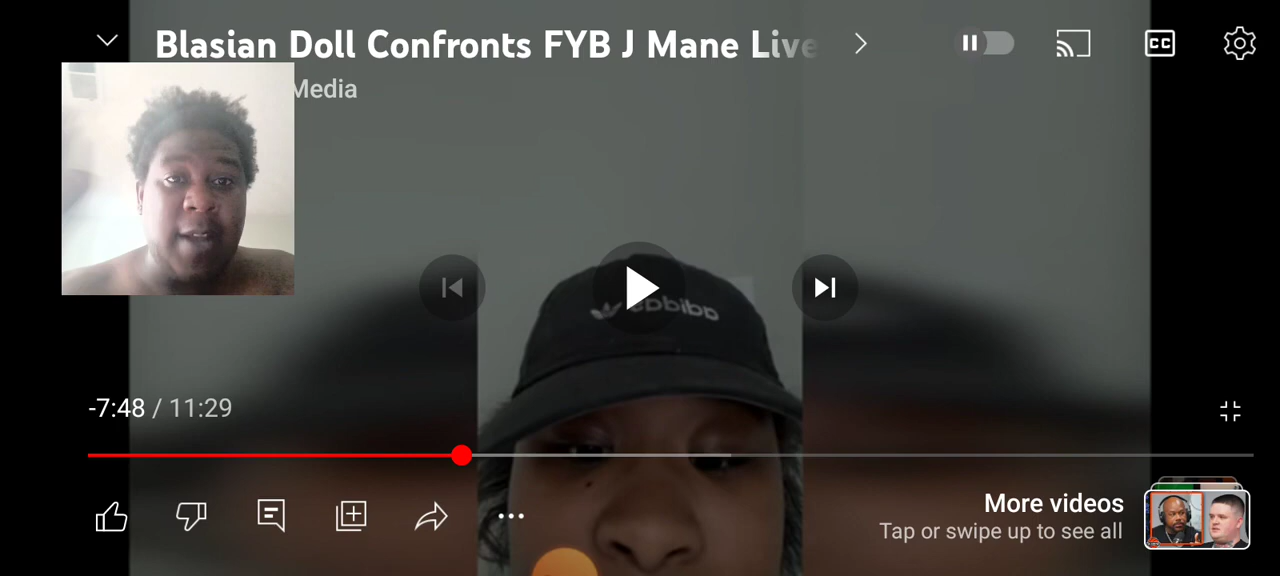 Blasian Doll Confronts FYB J Mane Live
Media
adidas
-7:48 / 11:29
More videos
Tap or swipe up to see all
CC